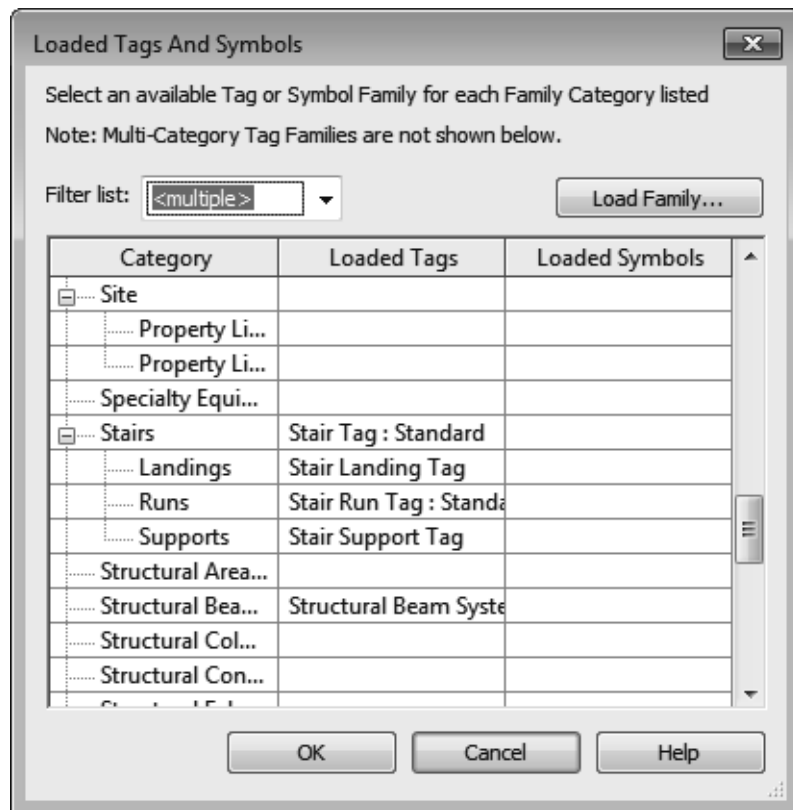 Loaded Tags And Symbols
Select an available Tag or Symbol Family for each Family Category listed
Note: Multi-Category Tag Families are not shown below.
Filter list: <multiple> Load Family...
Category Loaded Tags Loaded Symbols
Site
Property Li...
Property Li...
Specialty Equi...
Stairs Stair Tag : Standard
Landings Stair Landing Tag
Runs Stair Run Tag : Standa
Supports Stair Support Tag
Structural Area...
Structural Bea... Structural Beam Syste
Structural Col...
Structural Con...
OK Cancel Help